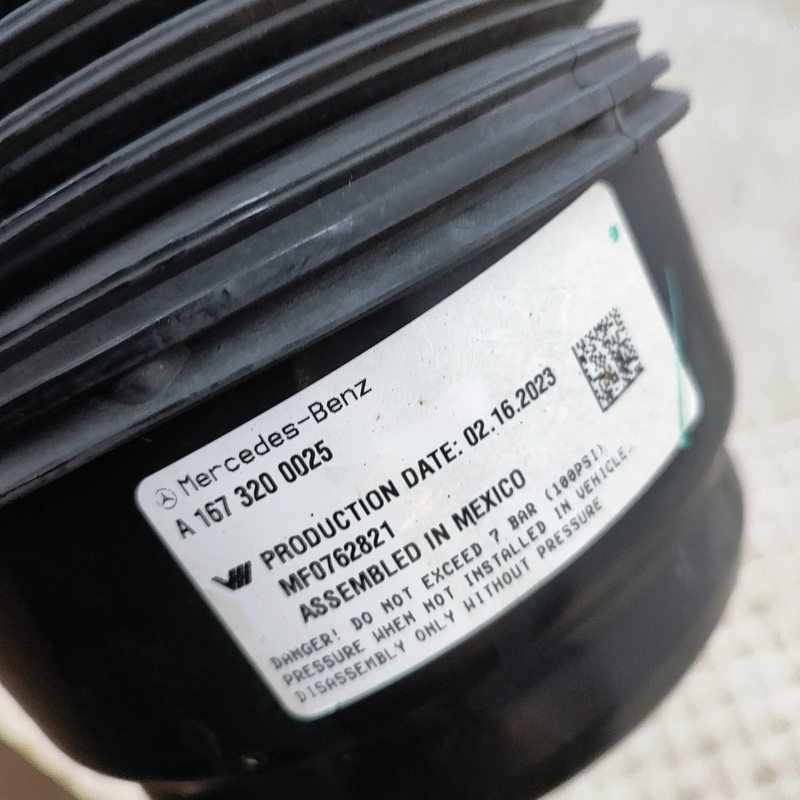 Mercedes-Benz
A 167 320 0025
PRODUCTION DATE: 02.16.2023
MF0762821
ASSEMBLED IN MEXICO
DANGER! DO NOT EXCEED 7 BAR (100PSI)
PRESSURE WHEN NOT INSTALLED IN VEHICLE.
DISASSEMBLY ONLY WITHOUT PRESSURE